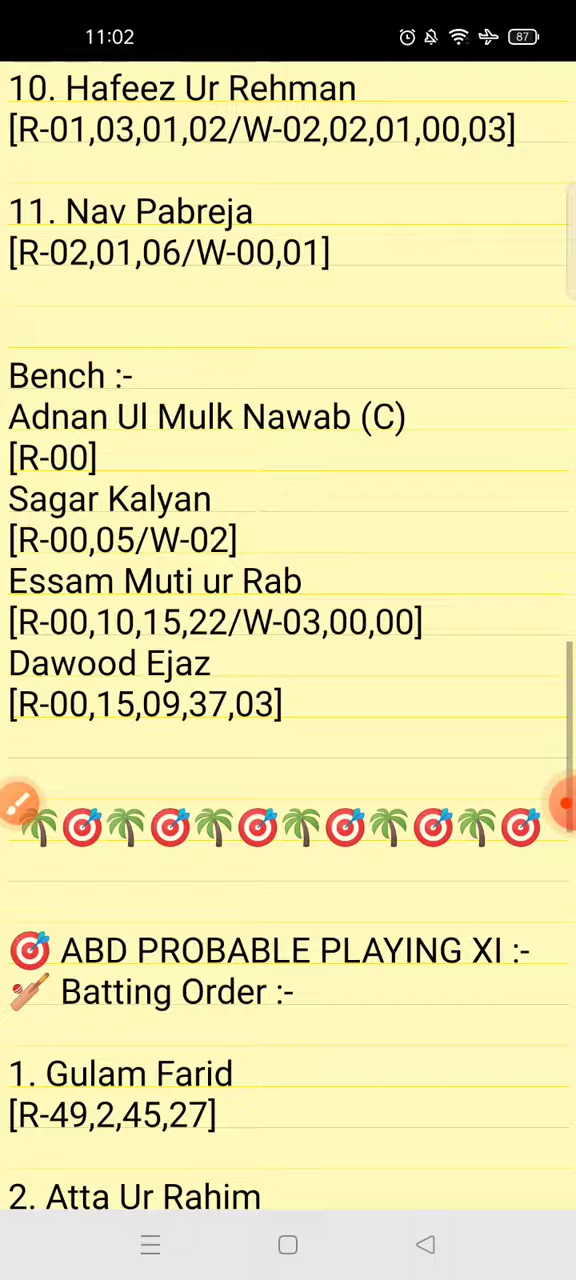 11:02
87
10. Hafeez Ur Rehman
[R-01,03,01,02/W-02,02,01,00,03]
11. Nav Pabreja
[R-02,01,06/W-00,01]
Bench :-
Adnan Ul Mulk Nawab (C)
[R-00]
Sagar Kalyan
[R-00,05/W-02]
Essam Muti ur Rab
[R-00,10,15,22/W-03,00,00]
Dawood Ejaz
[R-00,15,09,37,03]
🌴🎯🌴🎯🌴🎯🌴🎯🌴🎯🌴🎯
🎯 ABD PROBABLE PLAYING XI :-
🏏 Batting Order :-
1. Gulam Farid
[R-49,2,45,27]
2. Atta Ur Rahim